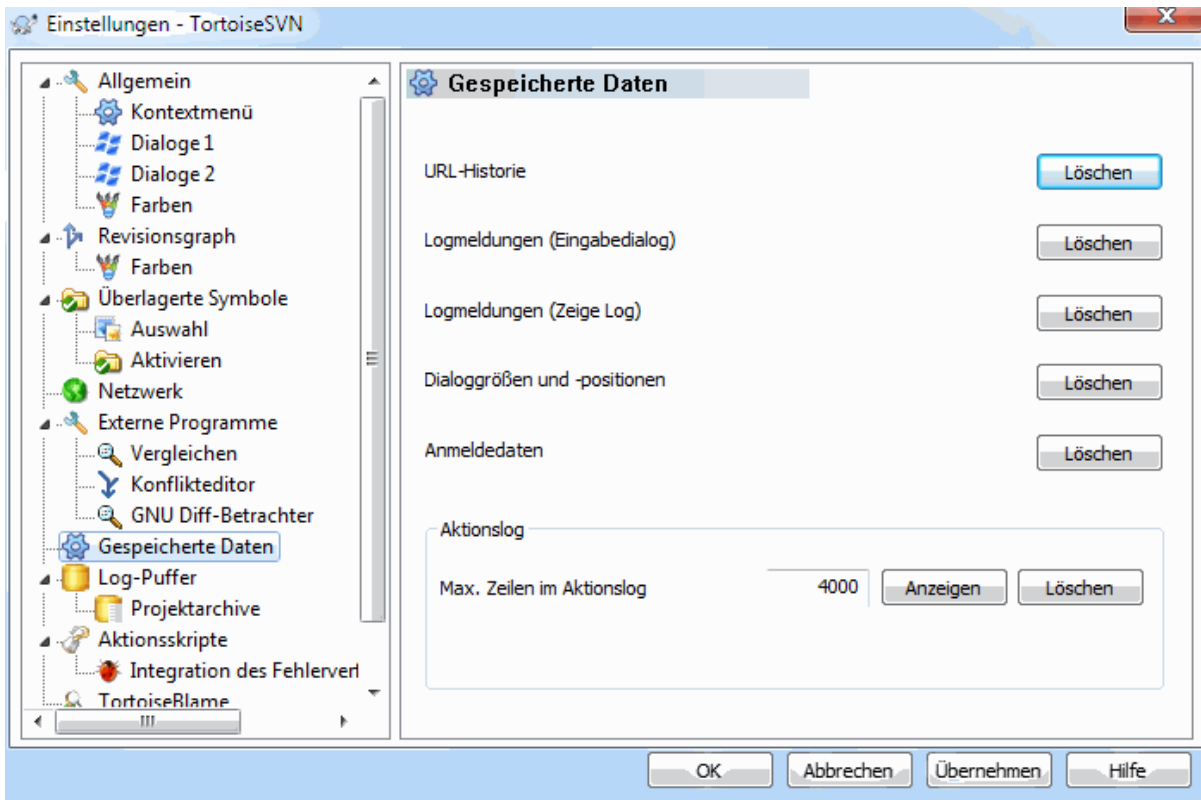 Einstellungen - TortoiseSVN
Allgemein
Kontextmenü
Dialoge 1
Dialoge 2
Farben
Revisionsgraph
Farben
Überlagerte Symbole
Auswahl
Aktivieren
Netzwerk
Externe Programme
Vergleichen
Konflikteditor
GNU Diff-Betrachter
Gespeicherte Daten
Log-Puffer
Projektarchive
Aktionsskripte
Integration des Fehlervert
TortoiseBlame
Gespeicherte Daten
URL-Historie Löschen
Logmeldungen (Eingabedialog) Löschen
Logmeldungen (Zeige Log) Löschen
Dialoggrößen und -positionen Löschen
Anmeldedaten Löschen
Aktionslog
Max. Zeilen im Aktionslog 4000 Anzeigen Löschen
OK Abbrechen Übernehmen Hilfe